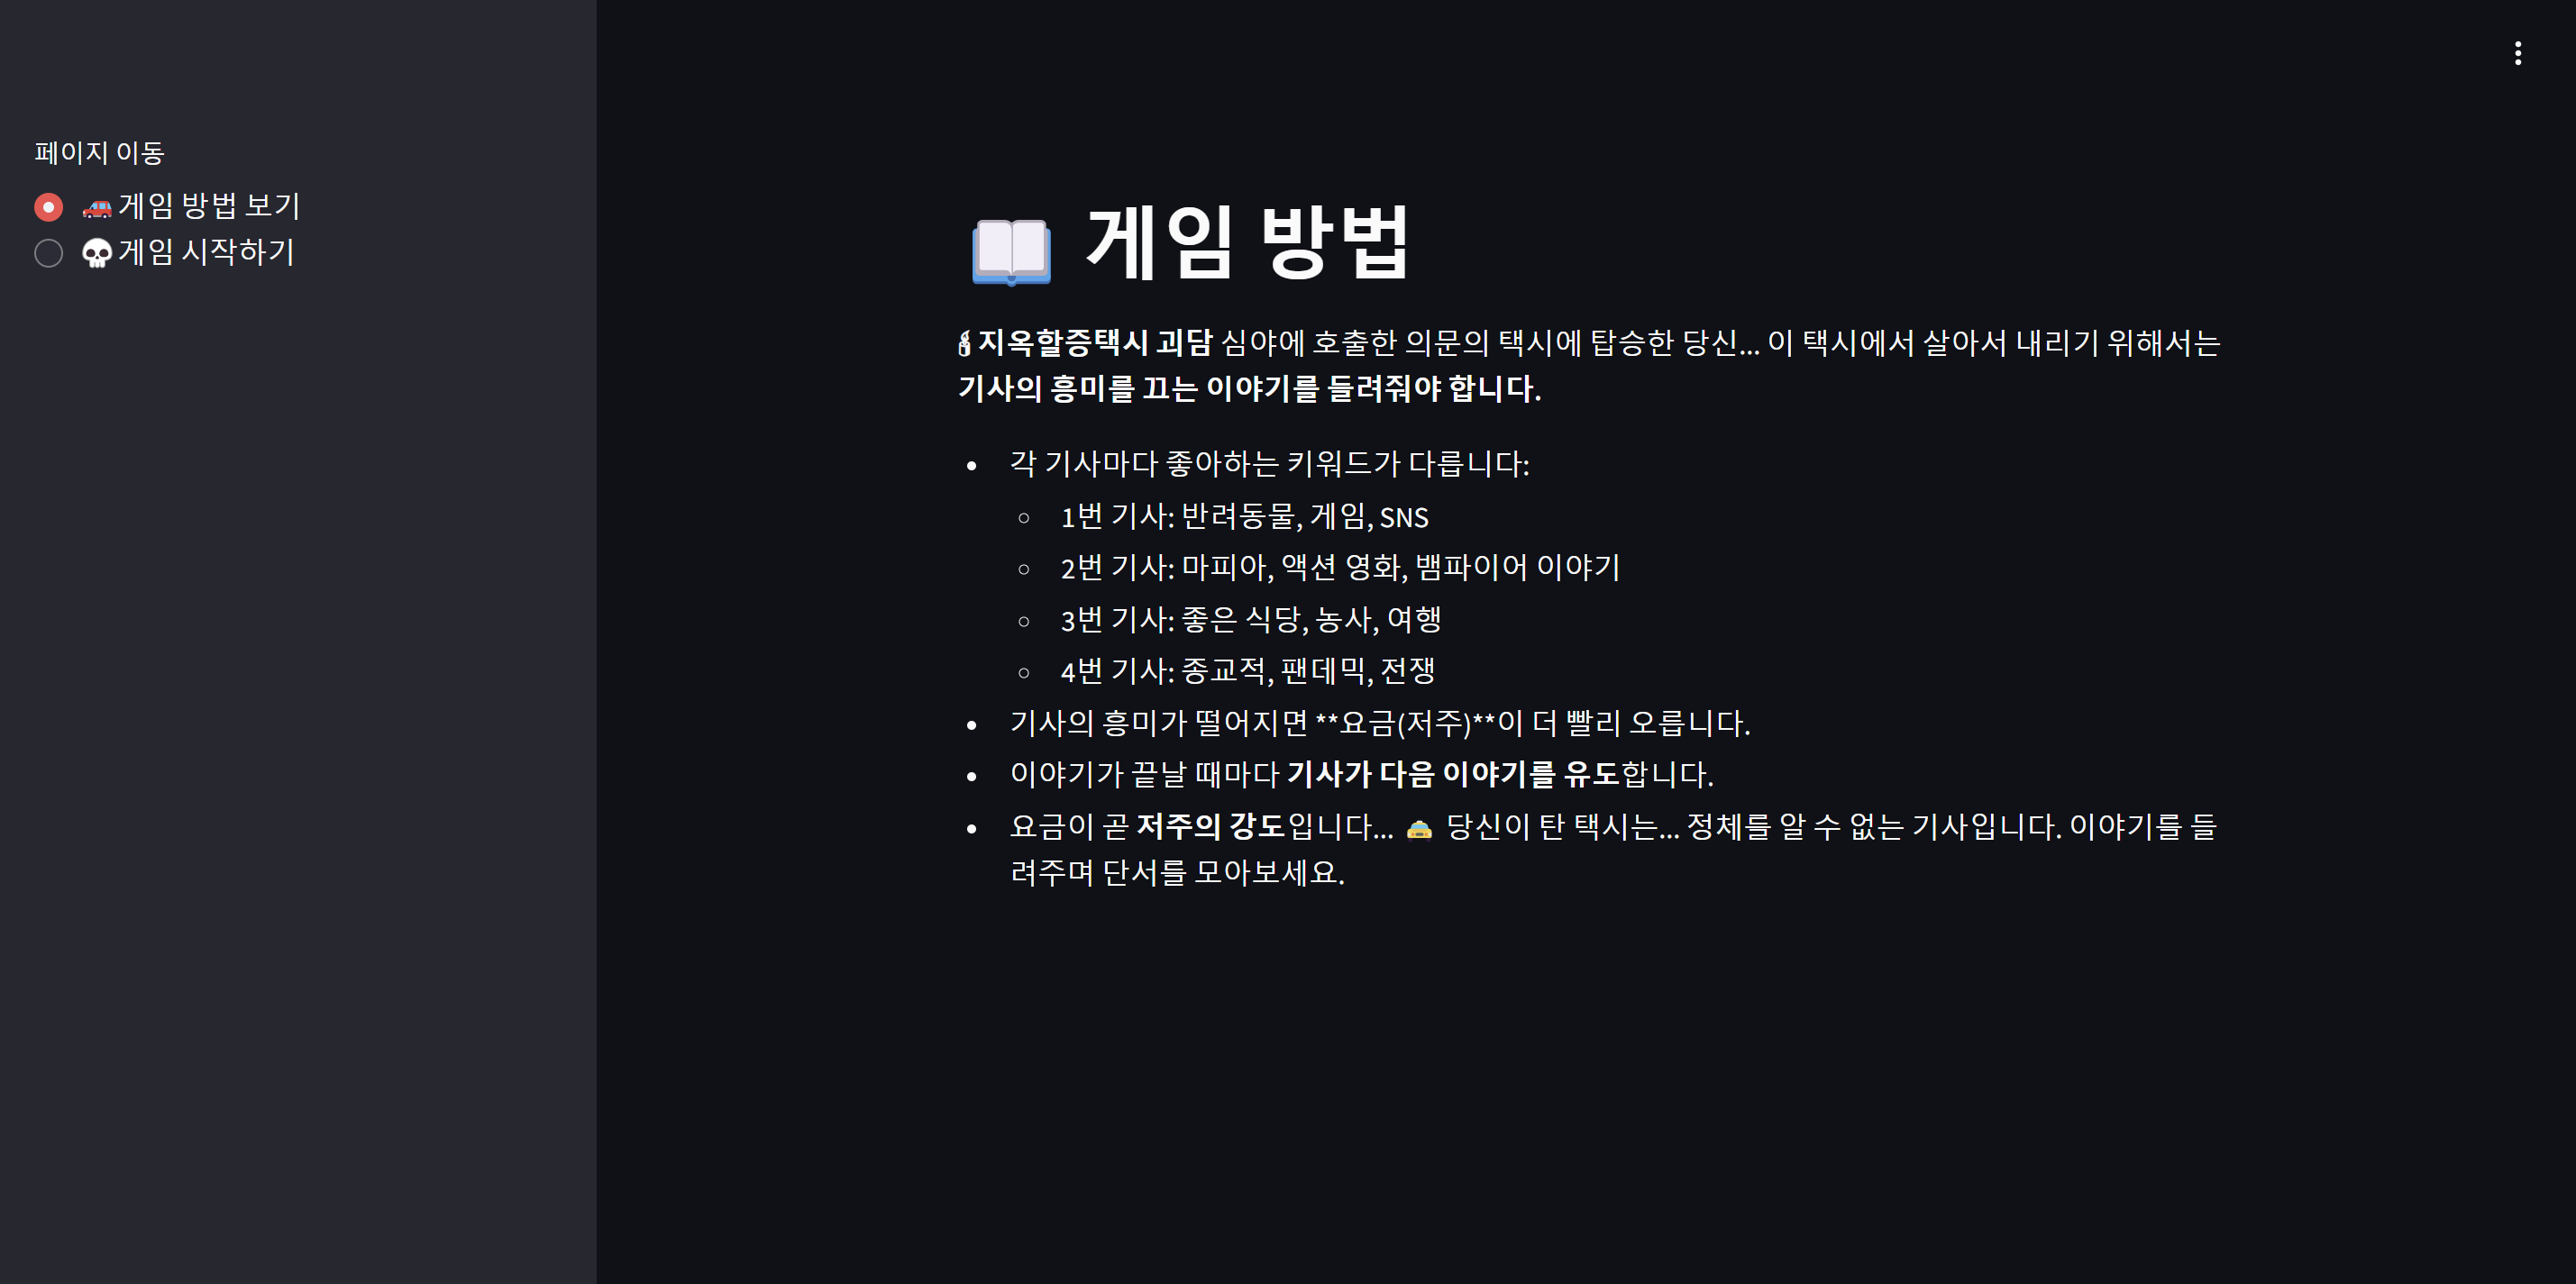 페이지 이동
🚗게임 방법 보기
💀게임 시작하기
📖 게임 방법
🕯지옥할증택시 괴담 심야에 호출한 의문의 택시에 탑승한 당신... 이 택시에서 살아서 내리기 위해서는
기사의 흥미를 끄는 이야기를 들려줘야 합니다.
각 기사마다 좋아하는 키워드가 다릅니다:
1번 기사: 반려동물, 게임, SNS
2번 기사: 마피아, 액션 영화, 뱀파이어 이야기
3번 기사: 좋은 식당, 농사, 여행
4번 기사: 종교적, 팬데믹, 전쟁
기사의 흥미가 떨어지면 **요금(저주)**이 더 빨리 오릅니다.
이야기가 끝날 때마다 기사가 다음 이야기를 유도합니다.
요금이 곧 저주의 강도입니다... 🚖 당신이 탄 택시는... 정체를 알 수 없는 기사입니다. 이야기를 들
려주며 단서를 모아보세요.